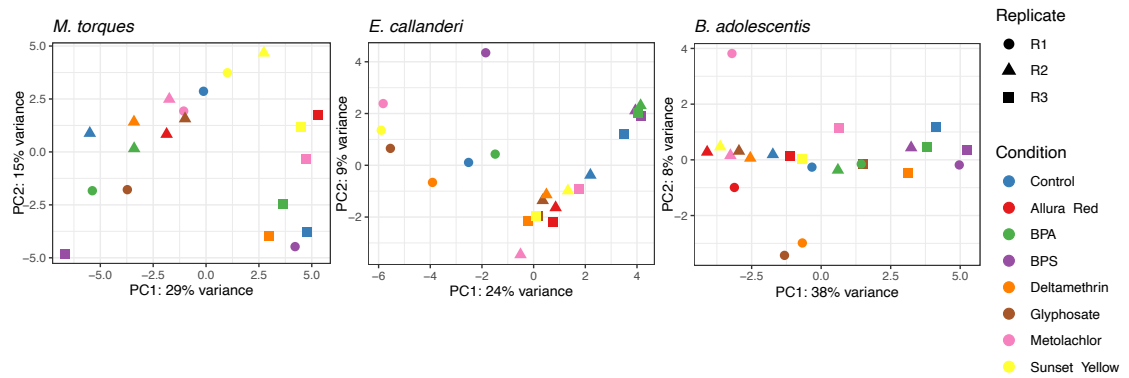 M. torques
E. callanderi
B. adolescentis
PC2: 15% variance
5.0
2.5
0.0
−2.5
−5.0
−5.0
−2.5
0.0
2.5
5.0
PC1: 29% variance
PC2: 9% variance
4
2
0
−2
−6
−4
−2
0
2
4
PC1: 24% variance
PC2: 8% variance
4
2
0
−2
−2.5
0.0
2.5
5.0
PC1: 38% variance
Replicate
R1
R2
R3
Condition
Control
Allura Red
BPA
BPS
Deltamethrin
Glyphosate
Metolachlor
Sunset Yellow